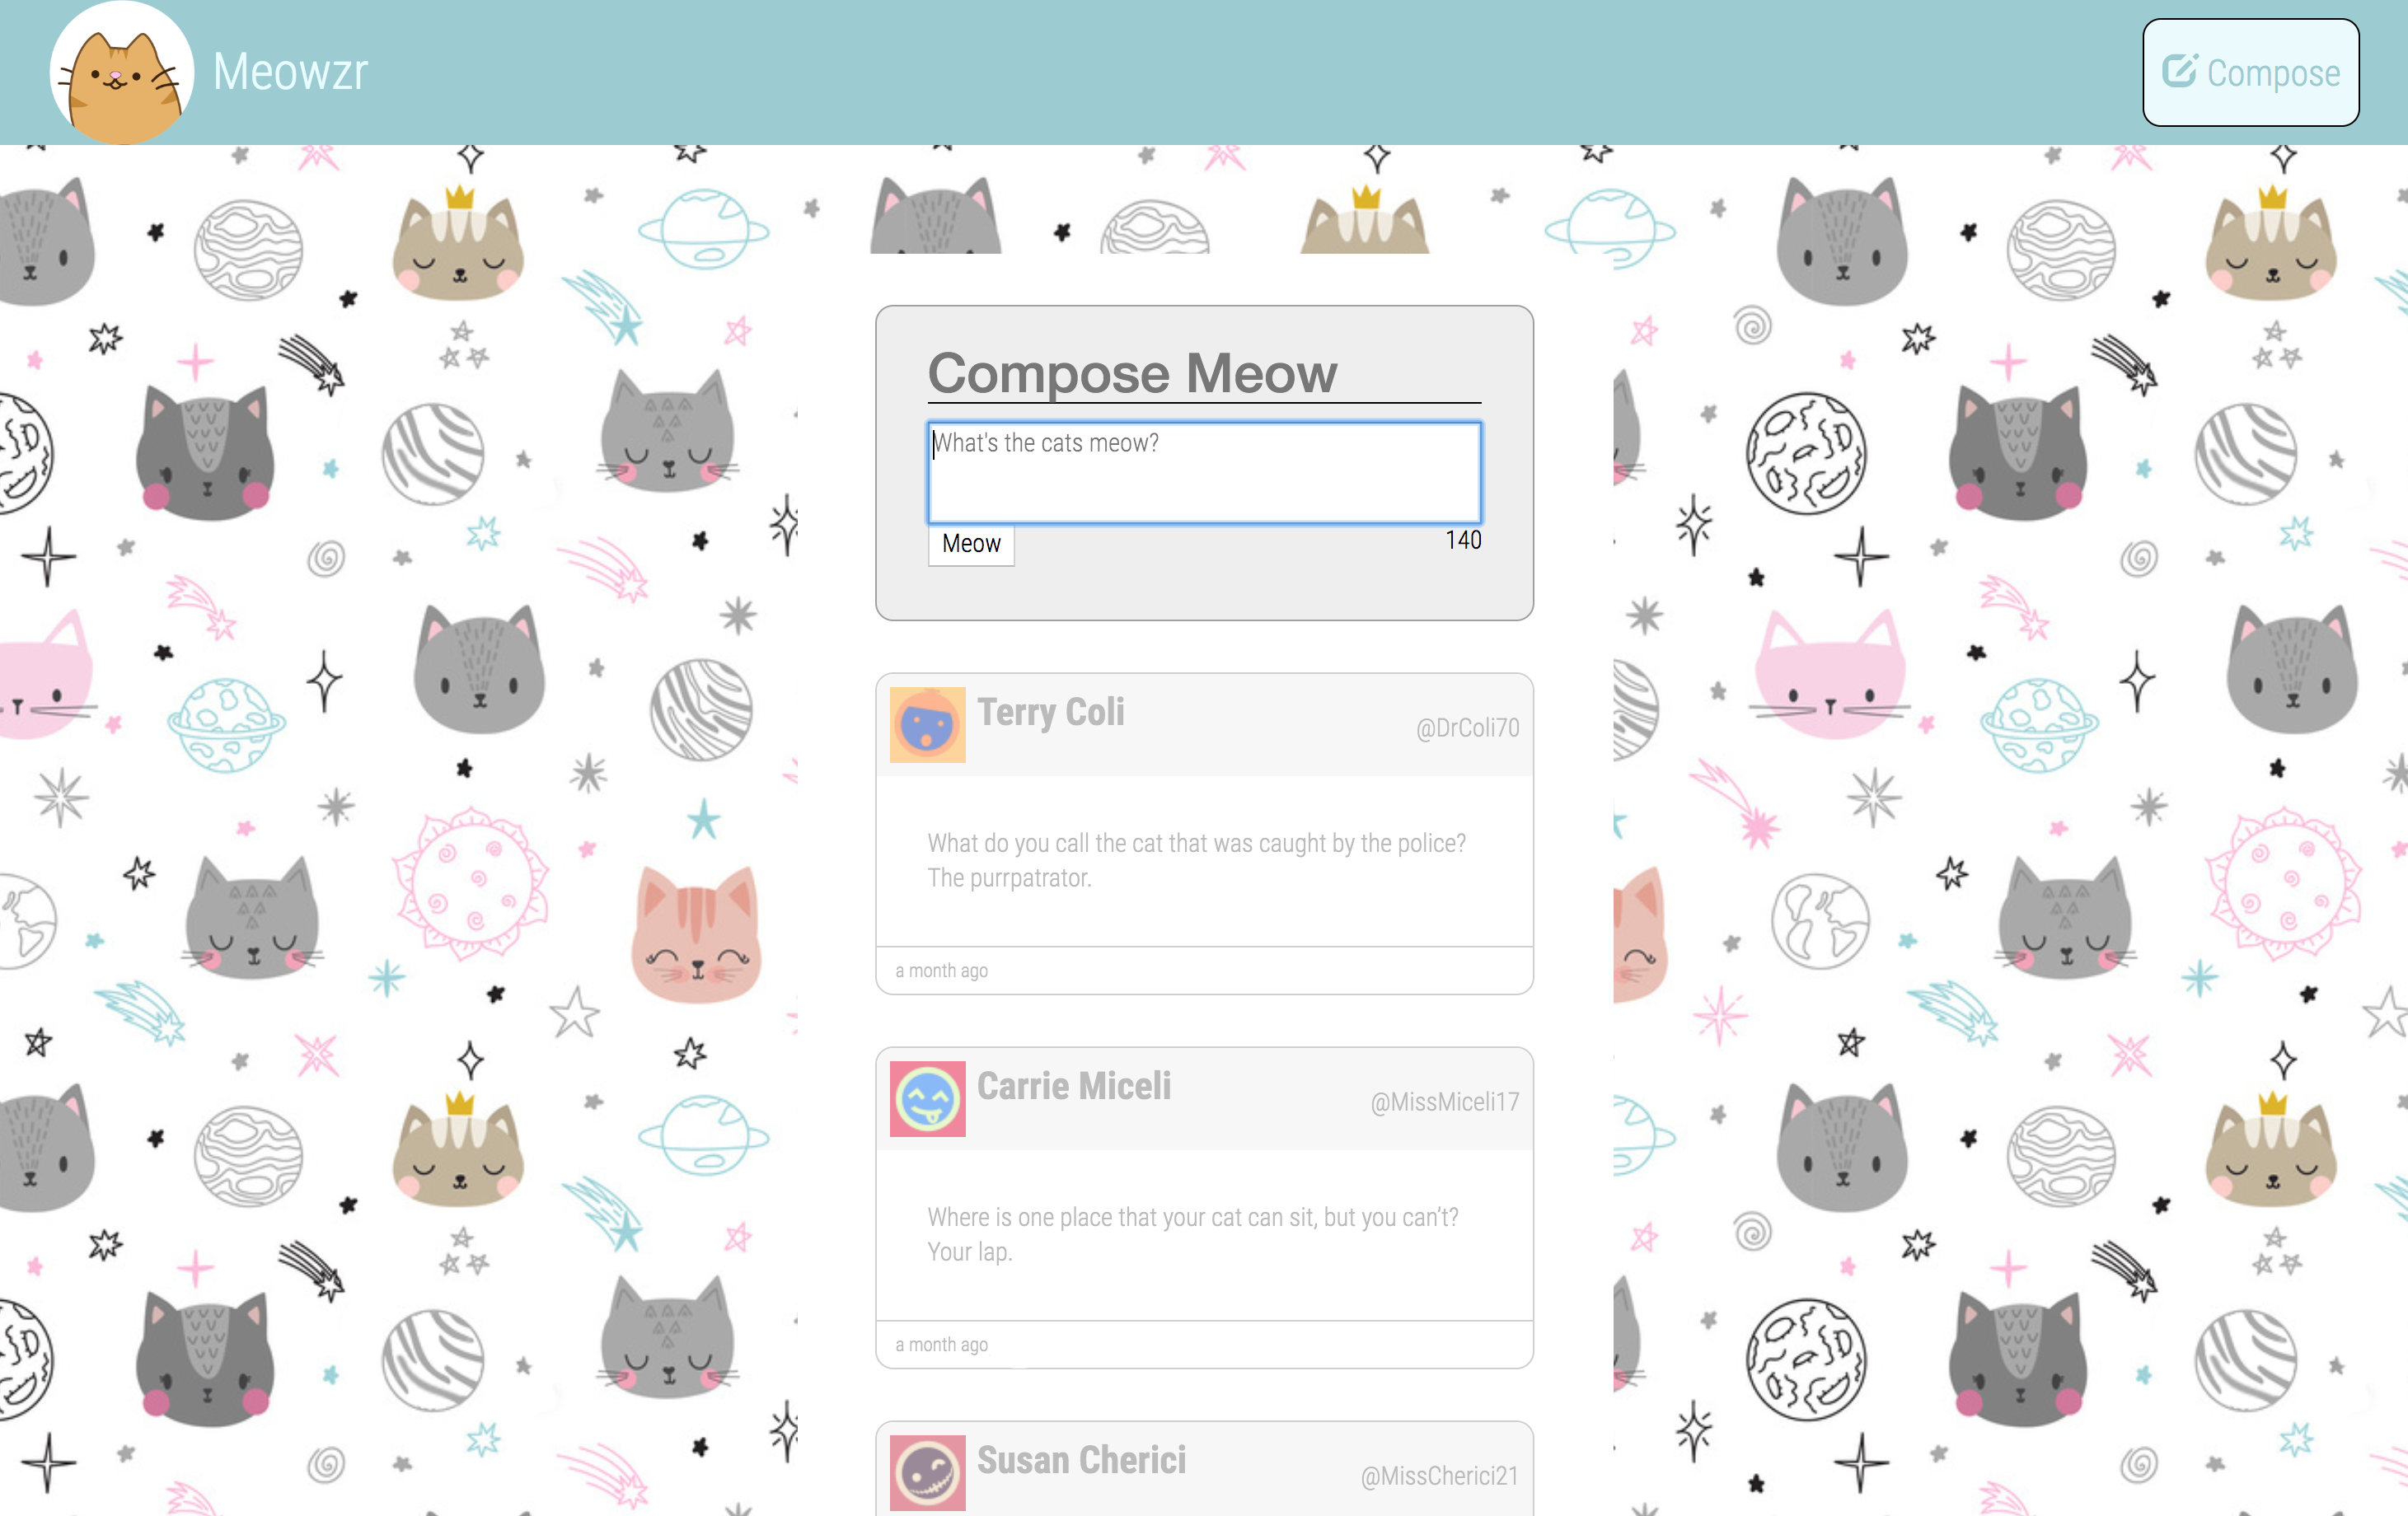 Meowzr
Compose
Compose Meow
What's the cats meow?
Meow
140
Terry Coli
@DrColi70
What do you call the cat that was caught by the police?
The purrpatrator.
a month ago
Carrie Miceli
@MissMiceli17
Where is one place that your cat can sit, but you can’t?
Your lap.
a month ago
Susan Cherici
@MissCherici21